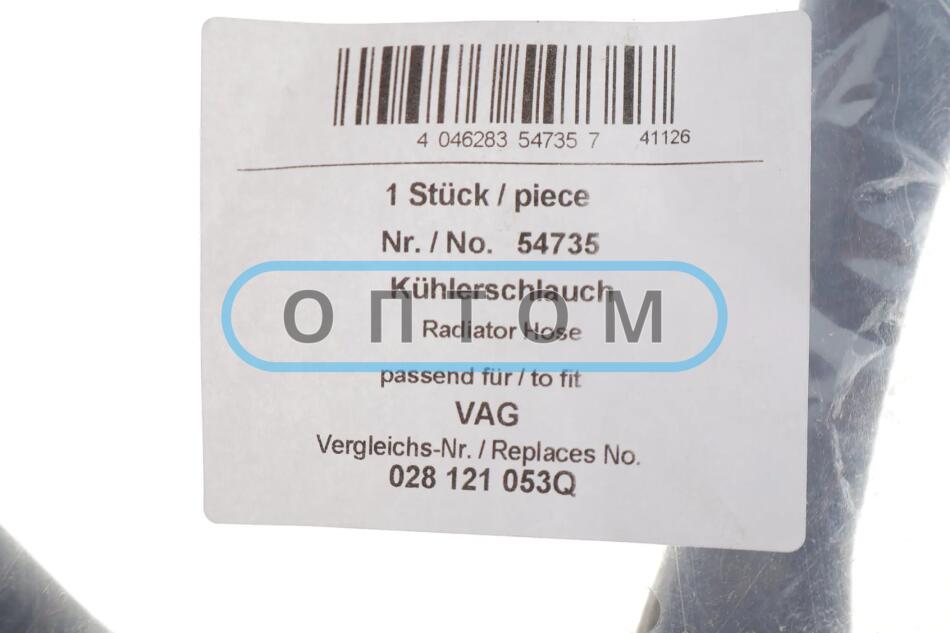 4 046283 54735 7 41126
1 Stück / piece
Nr. / No. 54735
Kühlerschlauch
Radiator Hose
ОПТОМ
passend für / to fit
VAG
Vergleichs-Nr. / Replaces No.
028 121 053Q